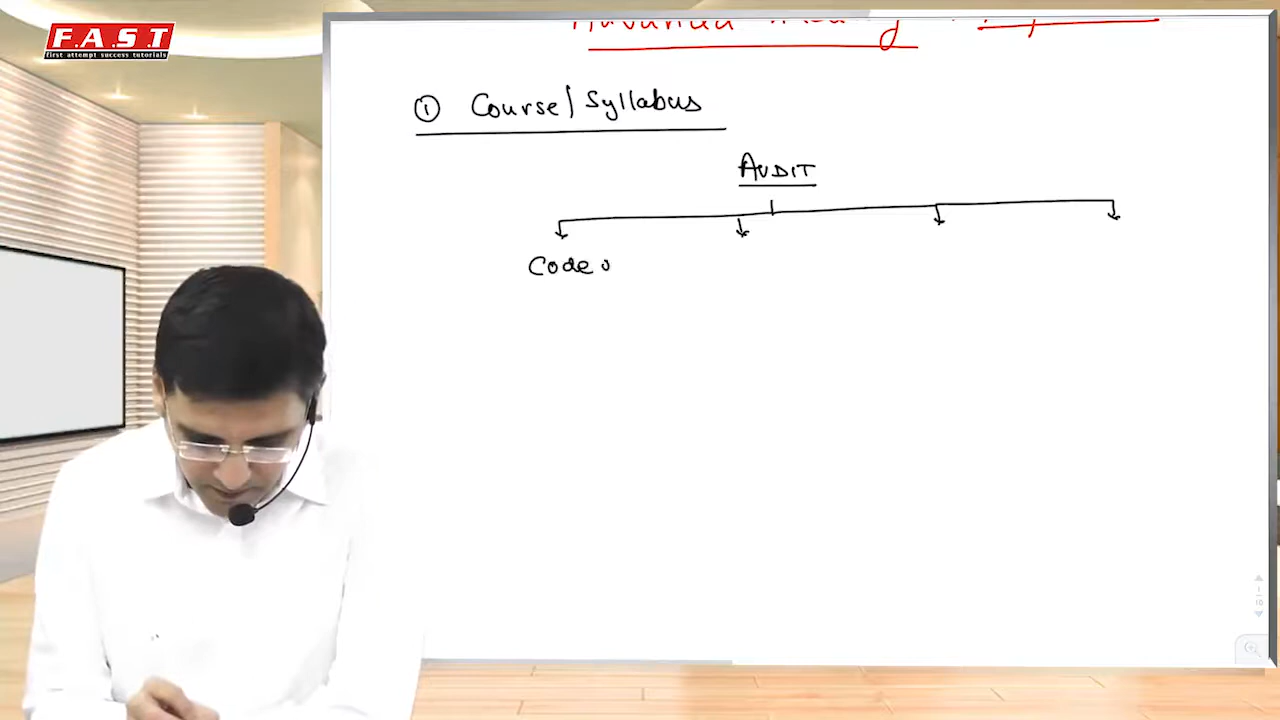 F.A.S.T
first attempt success tutorials
① Course/Syllabus
AUDIT
Code o